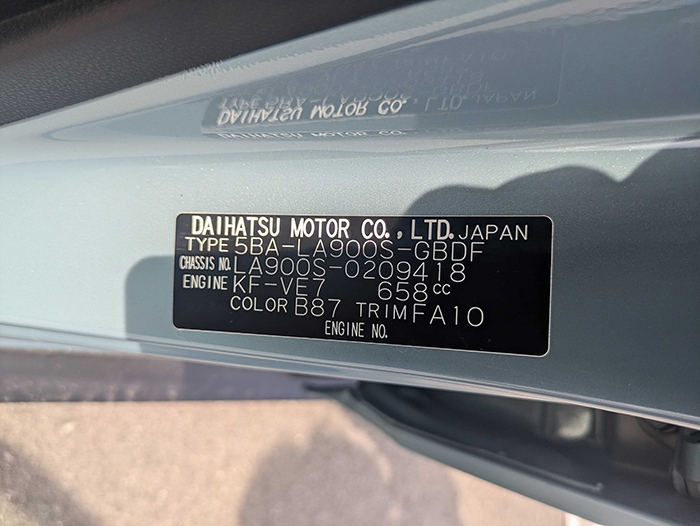 DAIHATSU MOTOR CO., LTD. JAPAN
TYPE 5BA-LA900S-GBDF
CHASSIS NO. LA900S-0209418
ENGINE KF-VE7 658cc
COLOR B87 TRIM FA10
ENGINE NO.